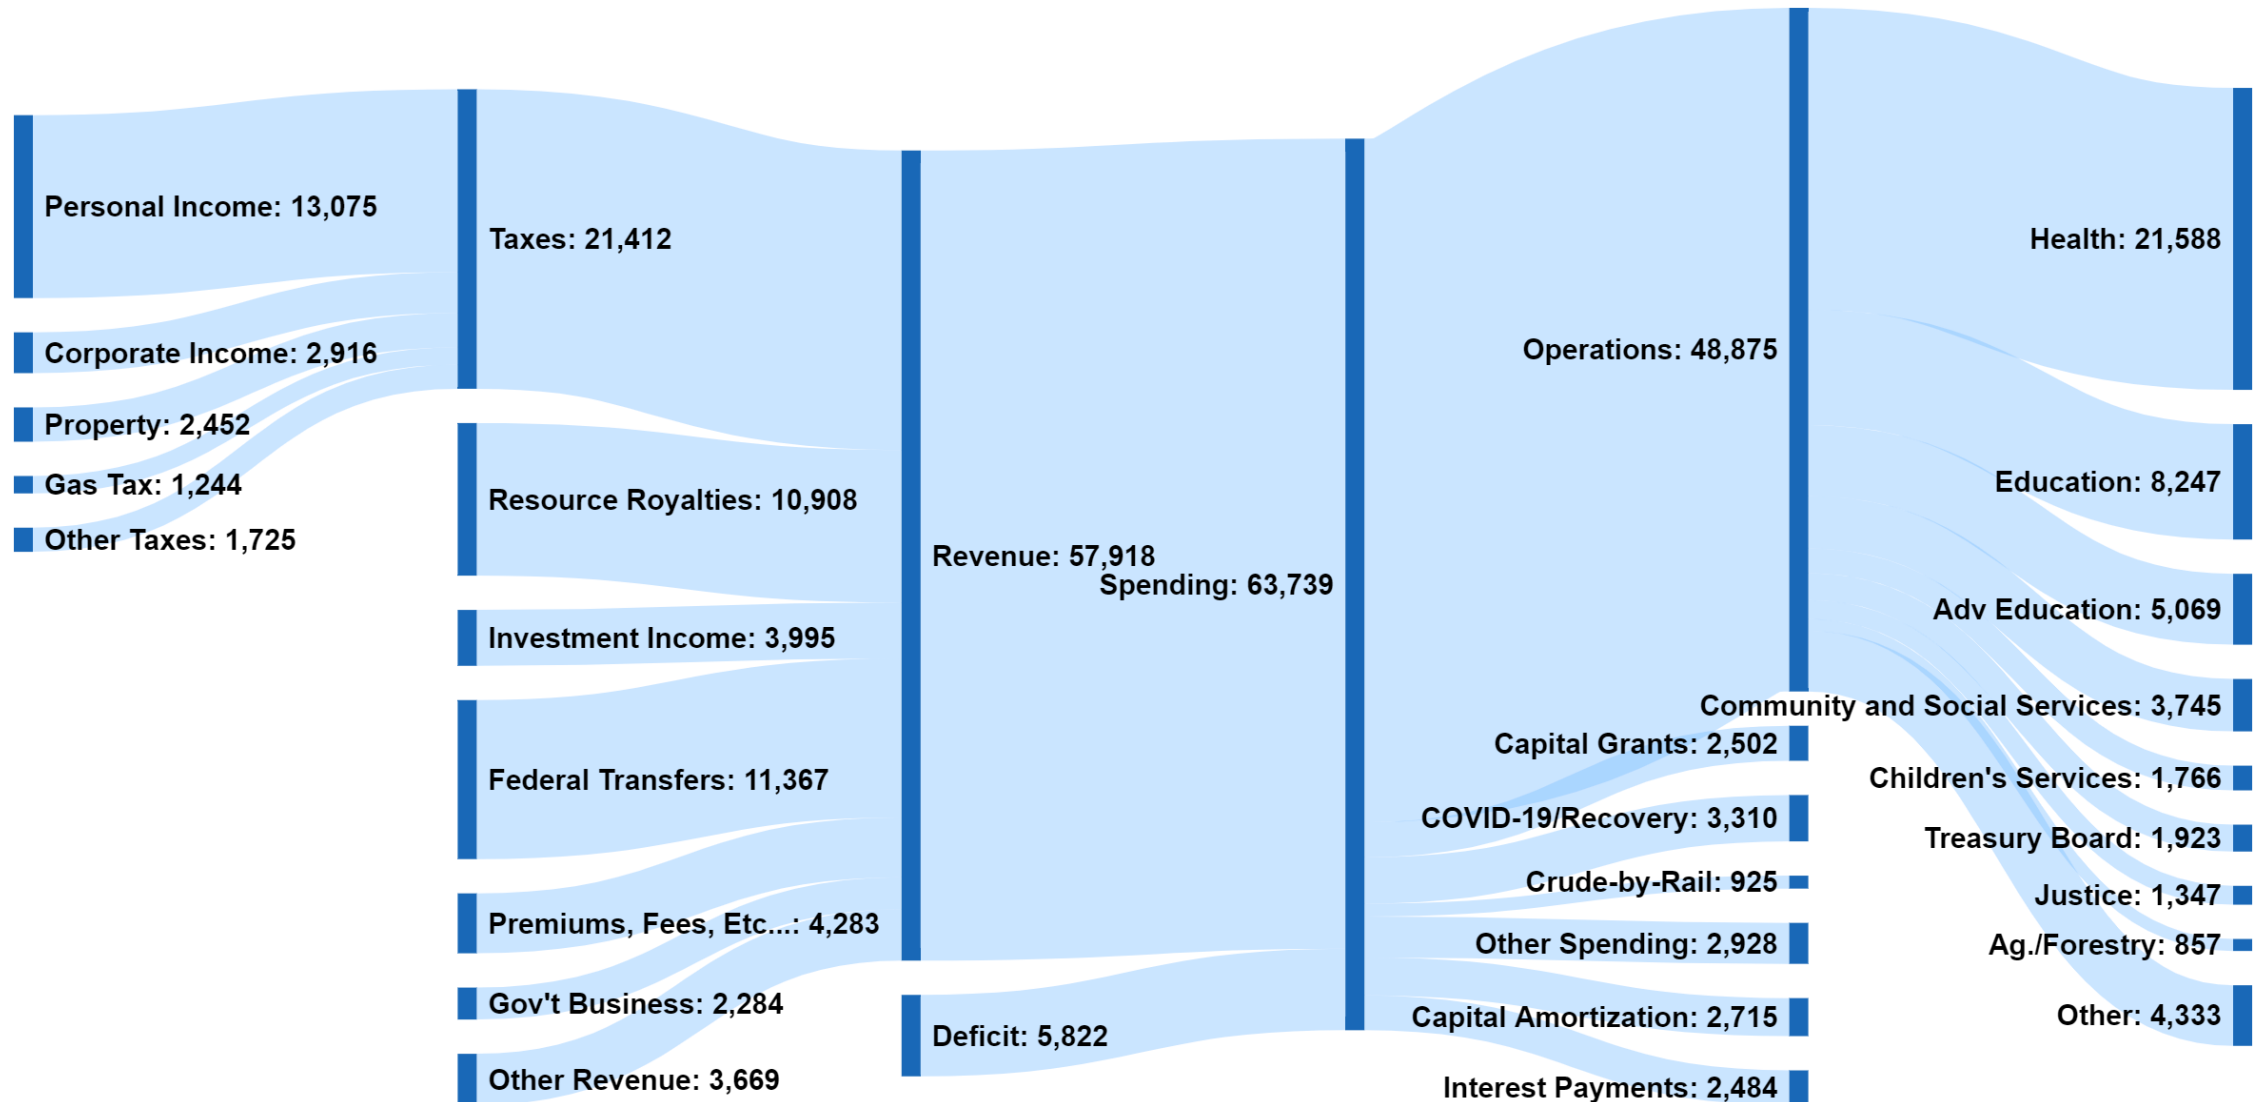 Personal Income: 13,075
Corporate Income: 2,916
Property: 2,452
Gas Tax: 1,244
Other Taxes: 1,725
Taxes: 21,412
Resource Royalties: 10,908
Investment Income: 3,995
Federal Transfers: 11,367
Premiums, Fees, Etc...: 4,283
Gov't Business: 2,284
Other Revenue: 3,669
Revenue: 57,918
Deficit: 5,822
Spending: 63,739
Operations: 48,875
Capital Grants: 2,502
COVID-19/Recovery: 3,310
Crude-by-Rail: 925
Other Spending: 2,928
Capital Amortization: 2,715
Interest Payments: 2,484
Health: 21,588
Education: 8,247
Adv Education: 5,069
Community and Social Services: 3,745
Children's Services: 1,766
Treasury Board: 1,923
Justice: 1,347
Ag./Forestry: 857
Other: 4,333